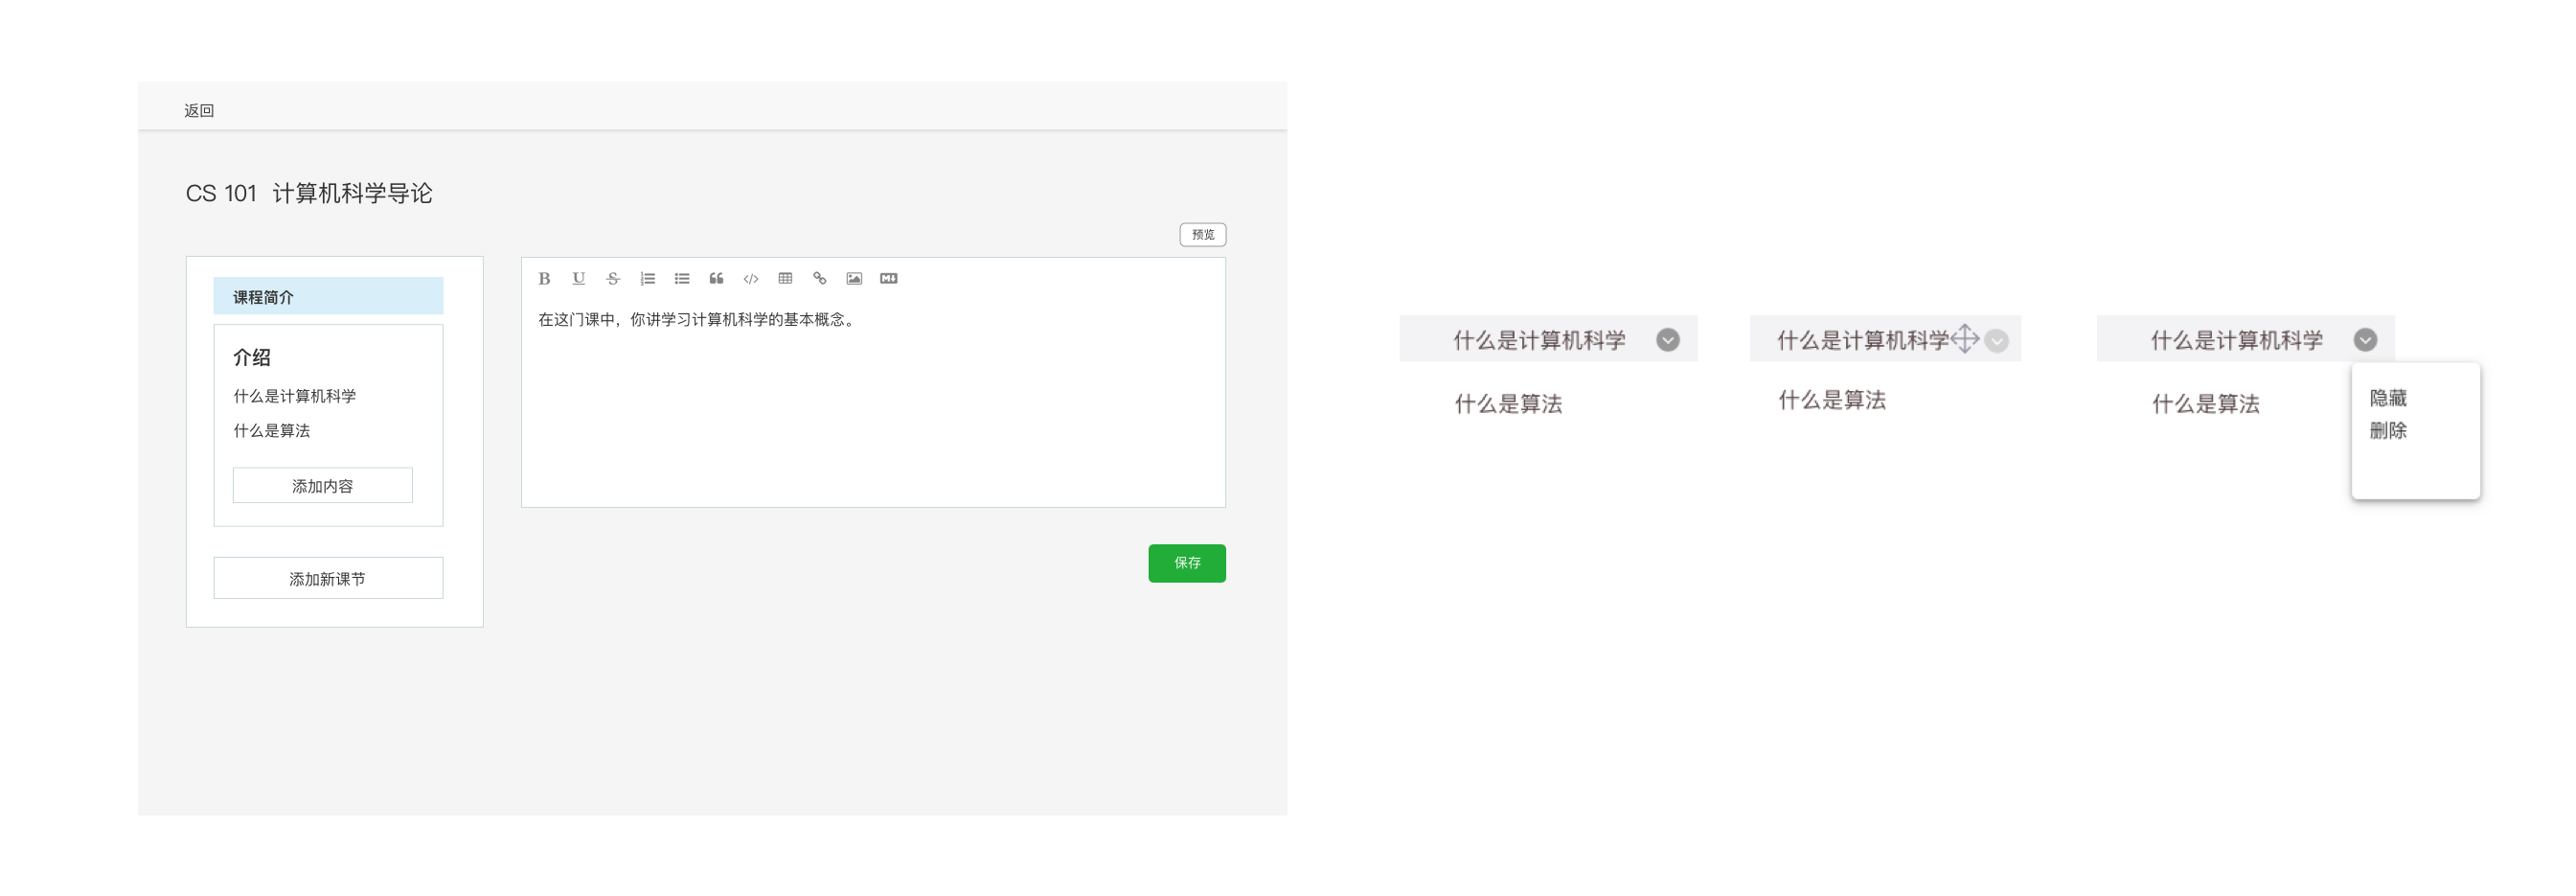 返回
CS 101 计算机科学导论
预览
课程简介
介绍
什么是计算机科学
什么是算法
添加内容
添加新课节
B U S </> M↓
在这门课中，你讲学习计算机科学的基本概念。
保存
什么是计算机科学
什么是算法
什么是计算机科学
什么是算法
什么是计算机科学
什么是算法
隐藏
删除